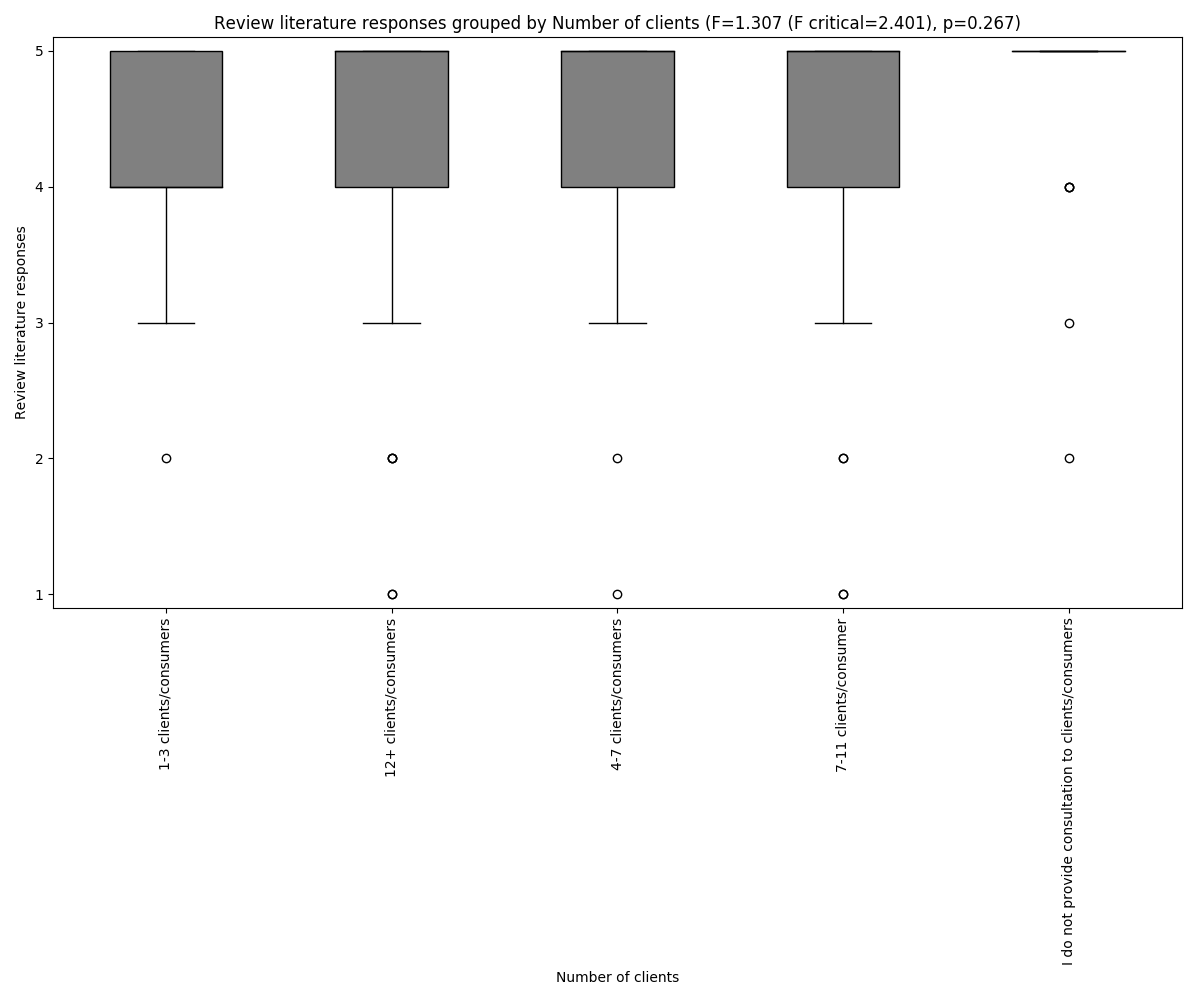 Review literature responses grouped by Number of clients (F=1.307 (F critical=2.401), p=0.267)
Review literature responses
5
4
3
2
1
1-3 clients/consumers
12+ clients/consumers
4-7 clients/consumers
7-11 clients/consumer
I do not provide consultation to clients/consumers
Number of clients